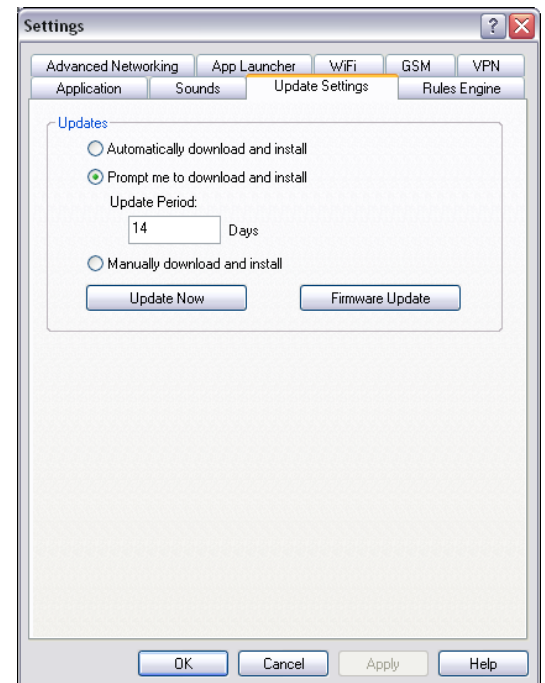 Settings
Advanced Networking App Launcher WiFi GSM VPN
Application Sounds Update Settings Rules Engine
Updates
Automatically download and install
Prompt me to download and install
Update Period:
14 Days
Manually download and install
Update Now Firmware Update
OK Cancel Apply Help